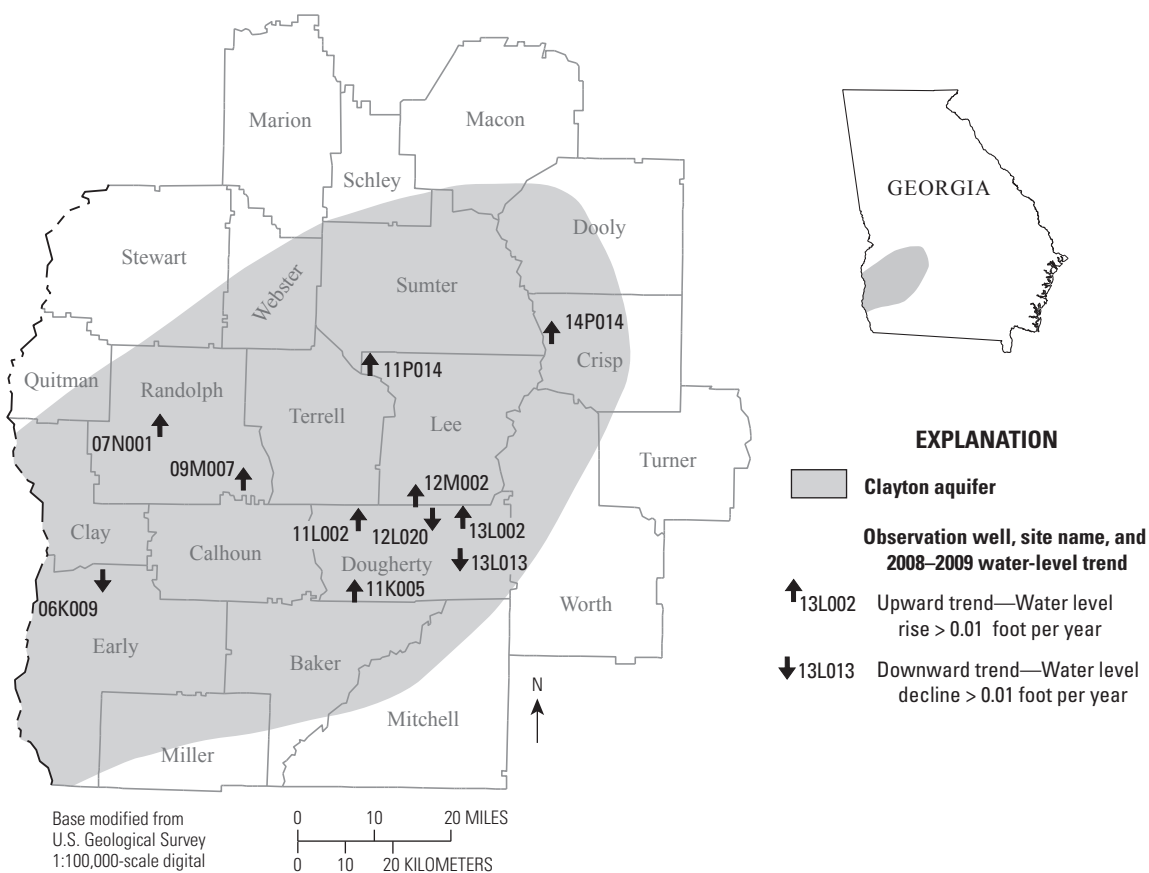 Marion
Macon
Schley
GEORGIA
Dooly
Stewart
Webster
Sumter
14P014
Crisp
11P014
Quitman
Randolph
Terrell
Lee
07N001
09M007
12M002
Turner
EXPLANATION
Clayton aquifer
Clay
Calhoun
11L002
12L020
13L002
Dougherty
13L013
11K005
06K009
Early
Baker
Worth
Mitchell
Miller
N
Observation well, site name, and
2008–2009 water-level trend
13L002
Upward trend—Water level
rise > 0.01 foot per year
13L013
Downward trend—Water level
decline > 0.01 foot per year
Base modified from
U.S. Geological Survey
1:100,000-scale digital
0 10 20 MILES
0 10 20 KILOMETERS